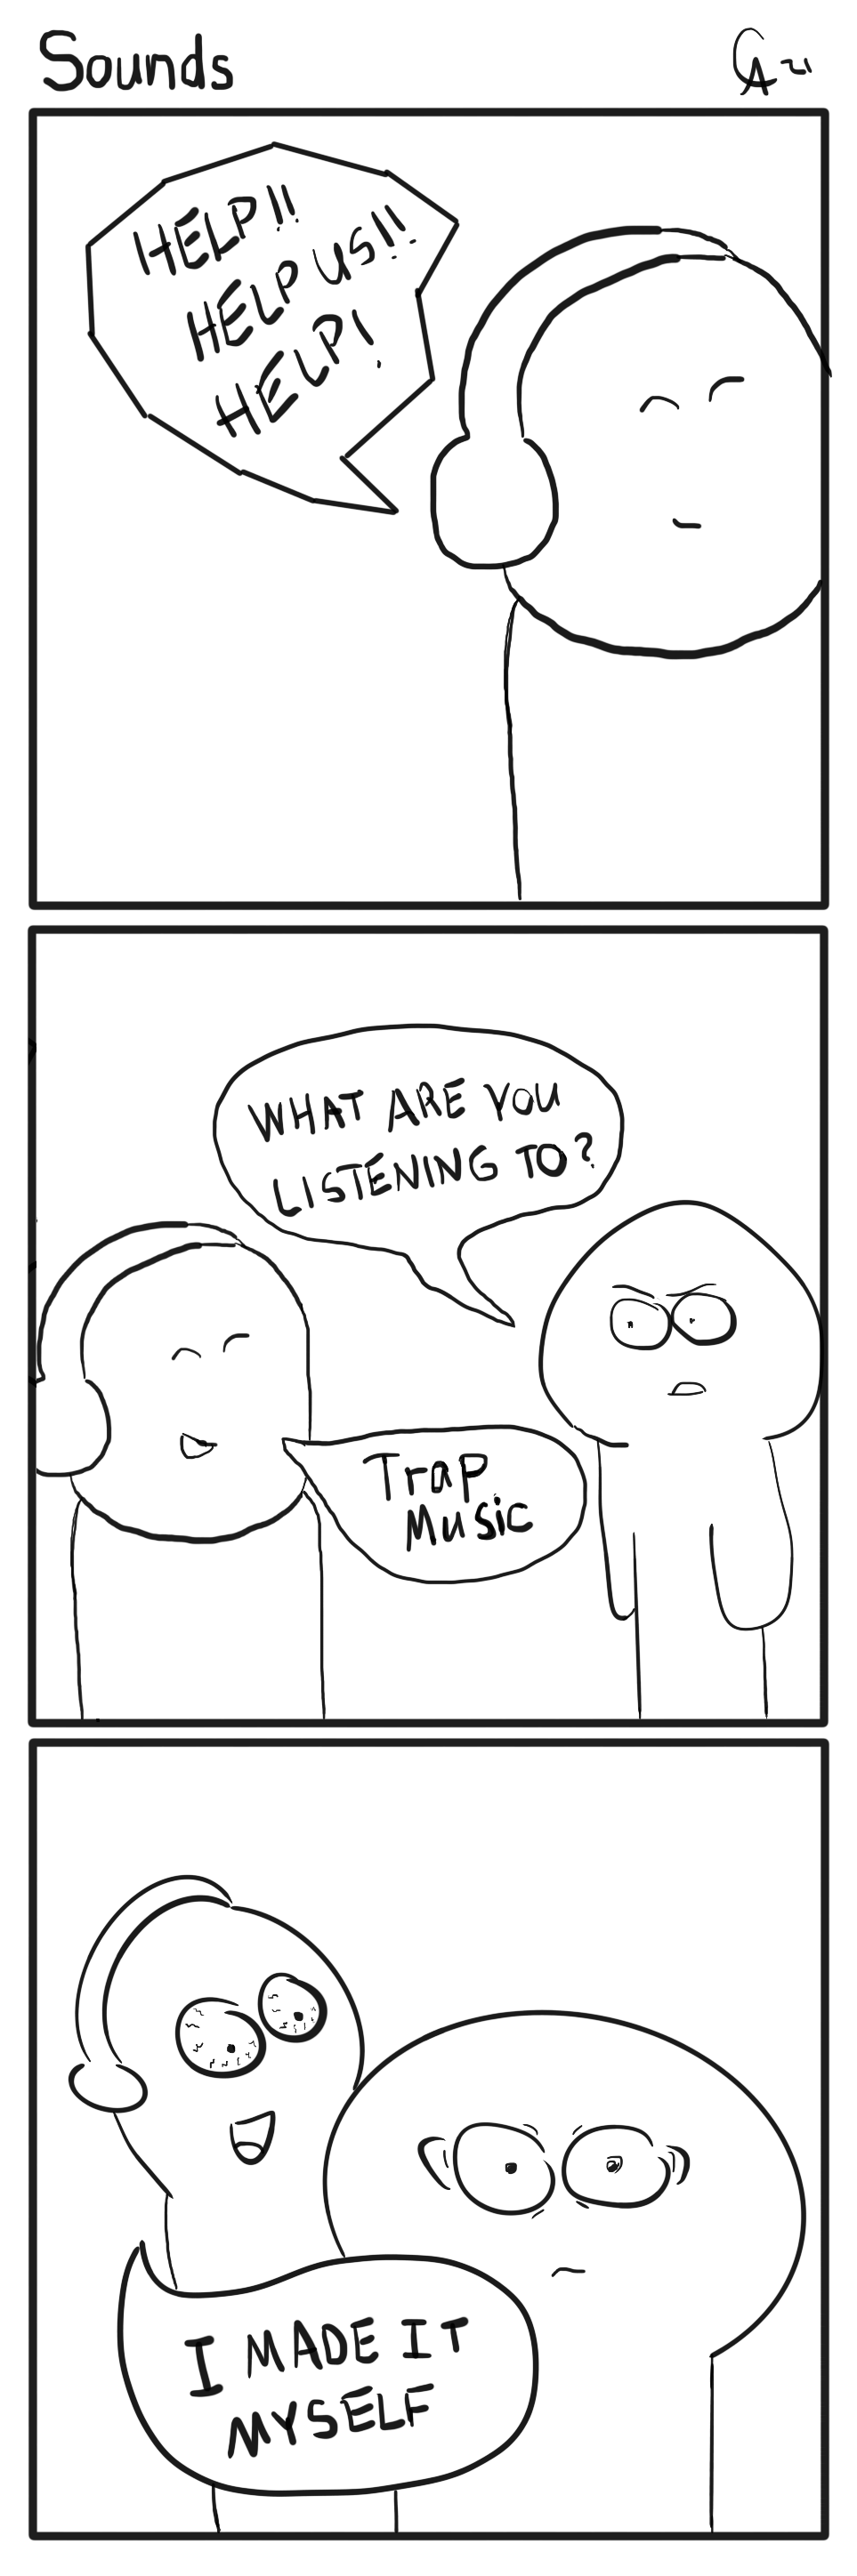 Sounds
HELP!!
HELP US!!
HELP!
WHAT ARE YOU
LISTENING TO?
Trap
Music
I MADE IT
MYSELF